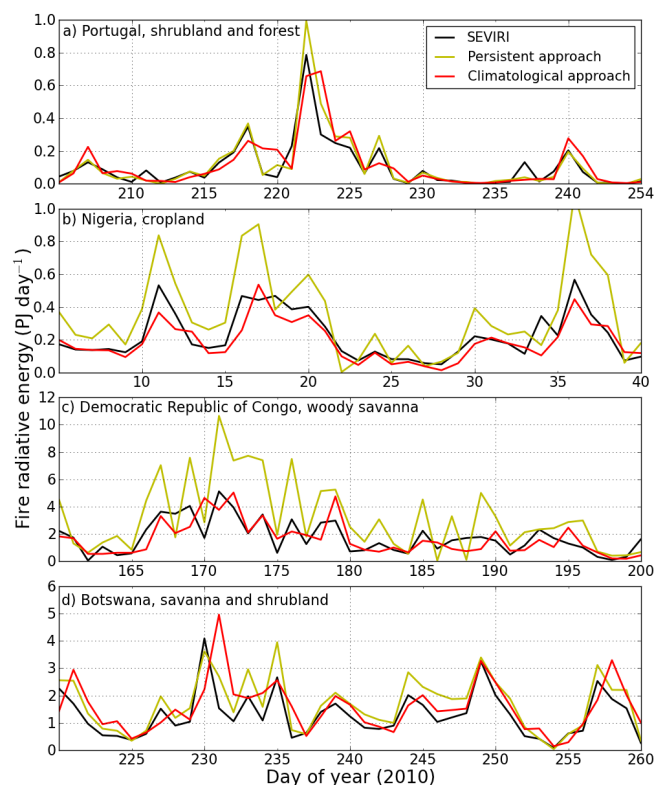 Fire radiative energy (PJ day⁻¹)
a) Portugal, shrubland and forest
SEVIRI
Persistent approach
Climatological approach
1.0
0.8
0.6
0.4
0.2
0.0
210 215 220 225 230 235 240 254
b) Nigeria, cropland
1.0
0.8
0.6
0.4
0.2
0.0
10 15 20 25 30 35 40
c) Democratic Republic of Congo, woody savanna
12
10
8
6
4
2
0
165 170 175 180 185 190 195 200
d) Botswana, savanna and shrubland
6
5
4
3
2
1
0
225 230 235 240 245 250 255 260
Day of year (2010)